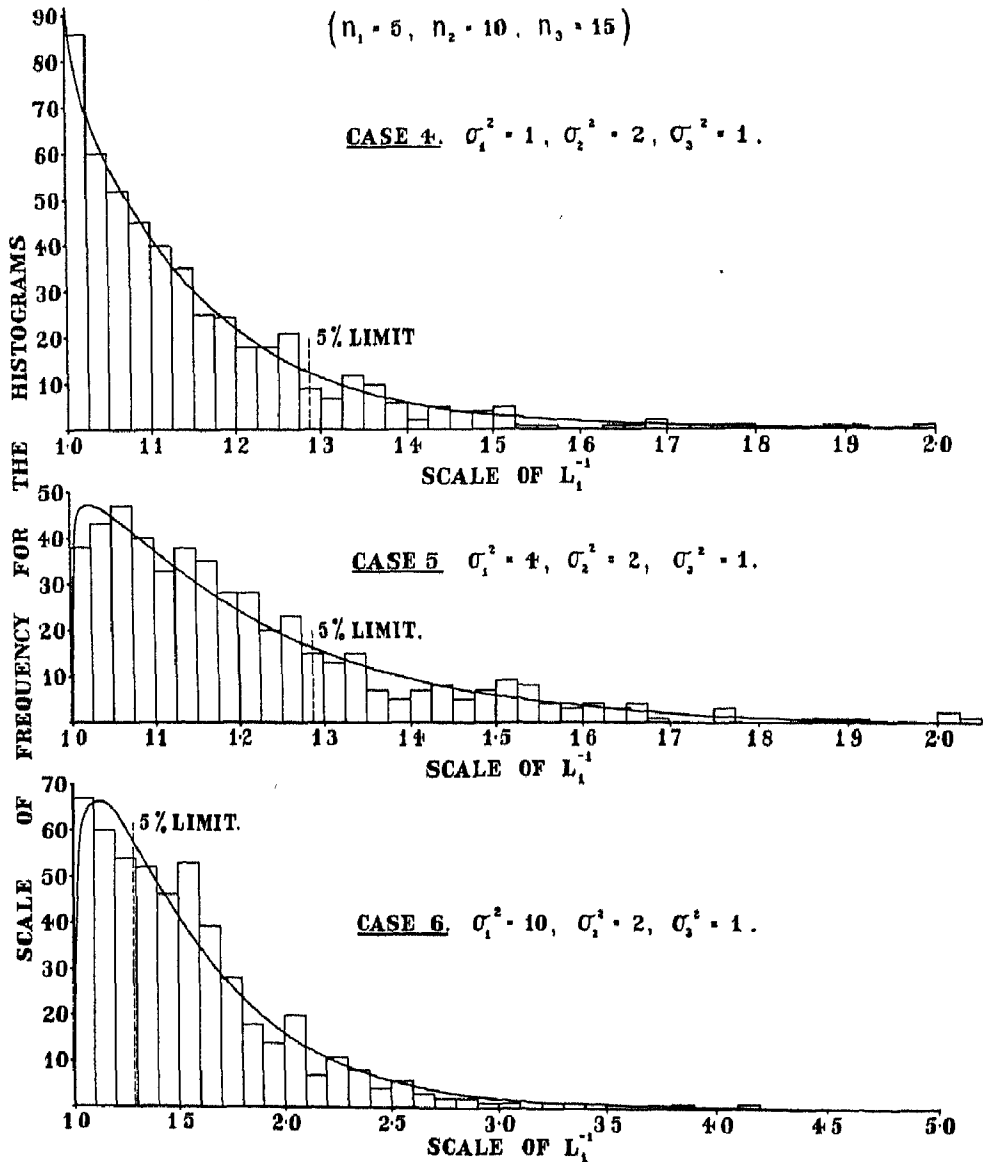 (n₁ = 5, n₂ = 10, n₃ = 15)
CASE 4. σ₁² = 1, σ₂² = 2, σ₃² = 1.
90
80
70
60
50
40
30
20
10
5% LIMIT
1·0 1·1 1·2 1·3 1·4 1·5 1·6 1·7 1·8 1·9 2·0
SCALE OF L₁⁻¹
CASE 5 σ₁² = 4, σ₂² = 2, σ₃² = 1.
50
40
30
20
10
5% LIMIT.
1·0 1·1 1·2 1·3 1·4 1·5 1·6 1·7 1·8 1·9 2·0
SCALE OF L₁⁻¹
CASE 6. σ₁² = 10, σ₂² = 2, σ₃² = 1.
70
60
50
40
30
20
10
5% LIMIT.
1·0 1·5 2·0 2·5 3·0 3·5 4·0 4·5 5·0
SCALE OF L₁⁻¹
SCALE OF FREQUENCY FOR THE HISTOGRAMS